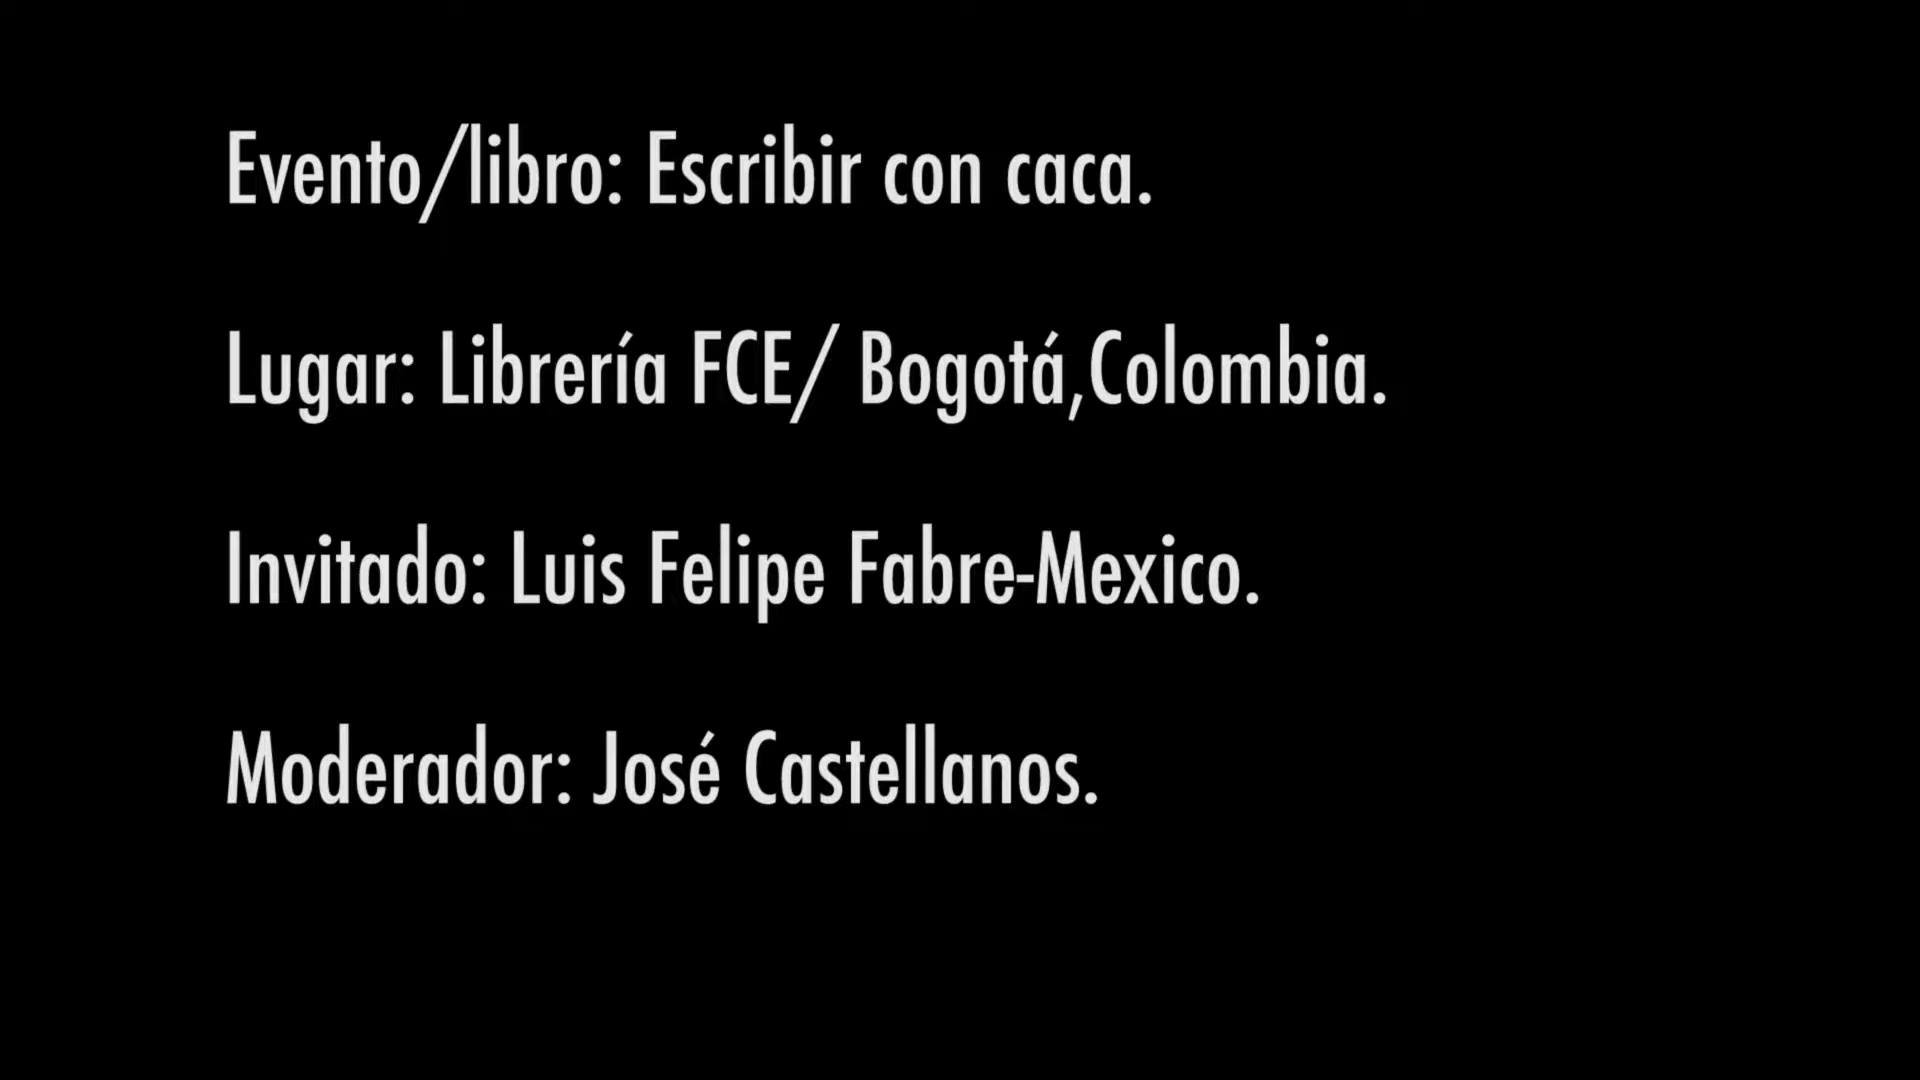 Evento/libro: Escribir con caca.
Lugar: Librería FCE/ Bogotá,Colombia.
Invitado: Luis Felipe Fabre-Mexico.
Moderador: José Castellanos.